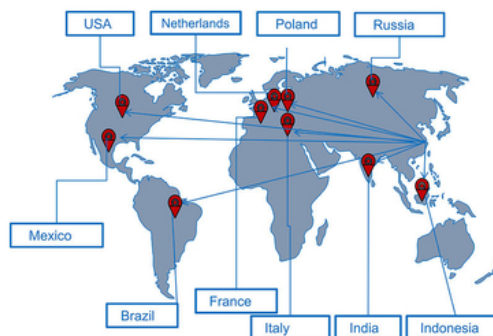 USA
Netherlands
Poland
Russia
Mexico
Brazil
France
Italy
India
Indonesia